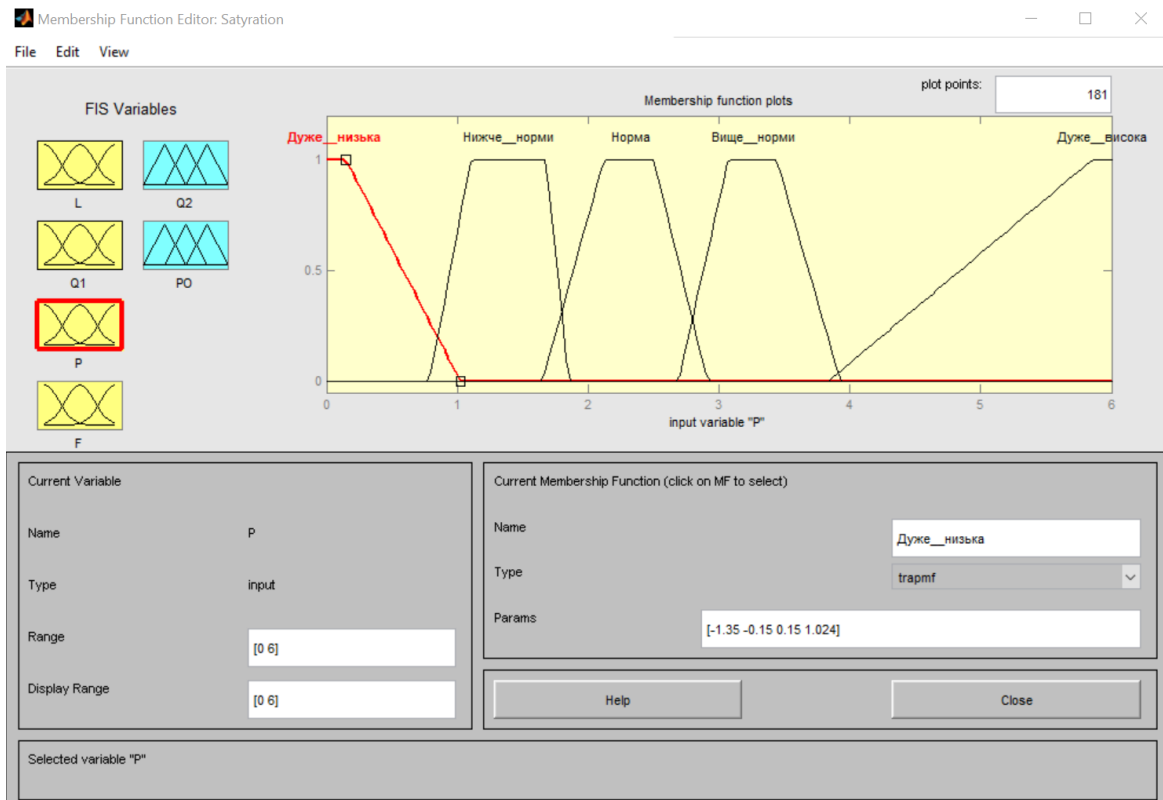 Membership Function Editor: Satyration
File Edit View
FIS Variables
L
Q2
Q1
PO
P
F
Membership function plots
plot points:
181
Дуже__низька Нижче__норми Норма Вище__норми Дуже__висока
1
0.5
0
0 1 2 3 4 5 6
input variable "P"
Current Variable
Name P
Type input
Range [0 6]
Display Range [0 6]
Current Membership Function (click on MF to select)
Name Дуже__низька
Type trapmf
Params [-1.35 -0.15 0.15 1.024]
Help Close
Selected variable "P"